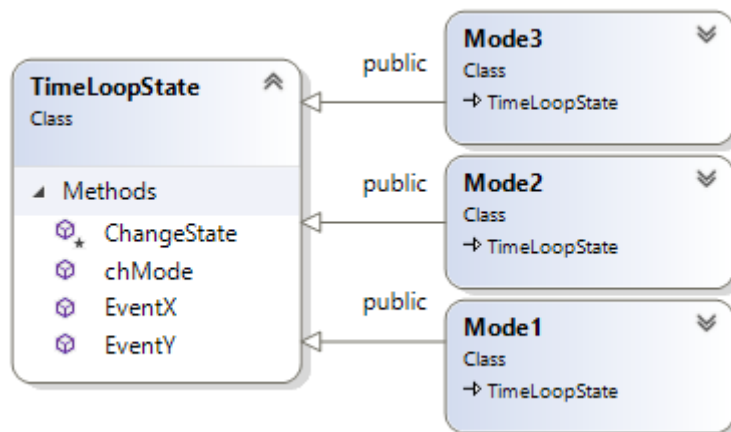 TimeLoopState
Class
Methods
ChangeState
chMode
EventX
EventY
public
Mode3
Class
TimeLoopState
public
Mode2
Class
TimeLoopState
public
Mode1
Class
TimeLoopState